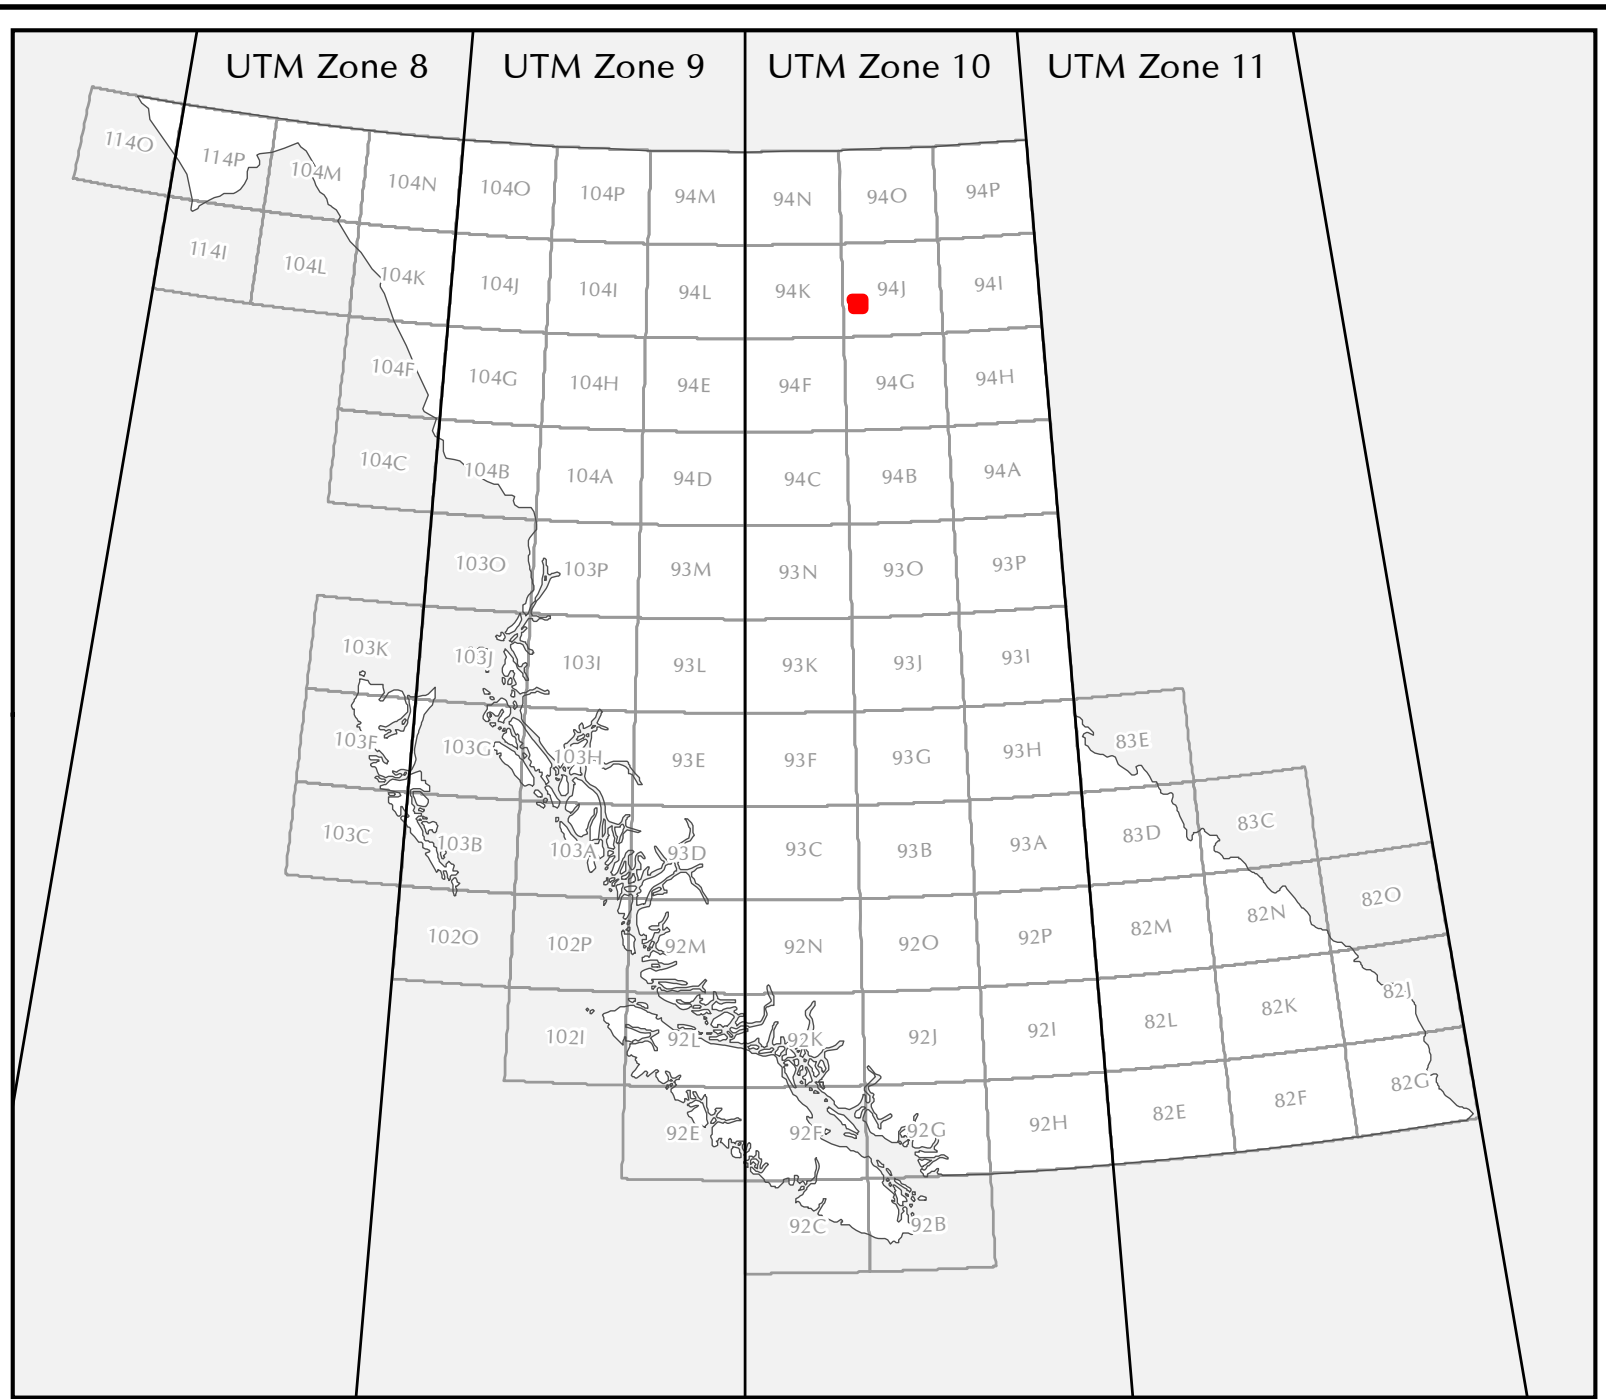 UTM Zone 8 UTM Zone 9 UTM Zone 10 UTM Zone 11
114O 114P 104M 104N 104O 104P 94M 94N 94O 94P
114I 104L 104K 104J 104I 94L 94K 94J 94I
104F 104G 104H 94E 94F 94G 94H
104C 104B 104A 94D 94C 94B 94A
103O 103P 93M 93N 93O 93P
103K 103J 103I 93L 93K 93J 93I
103F 103G 103H 93E 93F 93G 93H 83E
103C 103B 103A 93D 93C 93B 93A 83D 83C
102O 102P 92M 92N 92O 92P 82M 82N 82O
102I 92L 92K 92J 92I 82L 82K 82J
92E 92F 92G 92H 82E 82F 82G
92C 92B